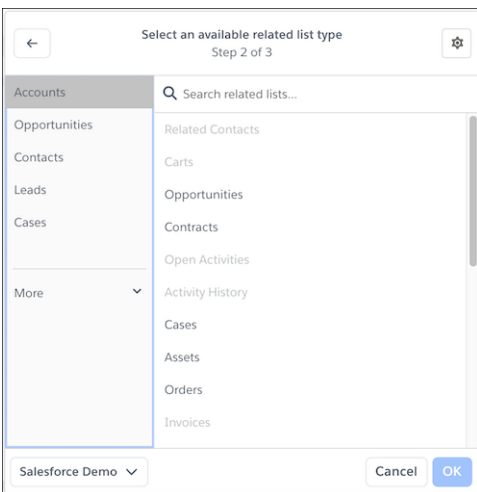 Select an available related list type
Step 2 of 3
Accounts
Opportunities
Contacts
Leads
Cases
More
Search related lists...
Related Contacts
Carts
Opportunities
Contracts
Open Activities
Activity History
Cases
Assets
Orders
Invoices
Salesforce Demo
Cancel
OK